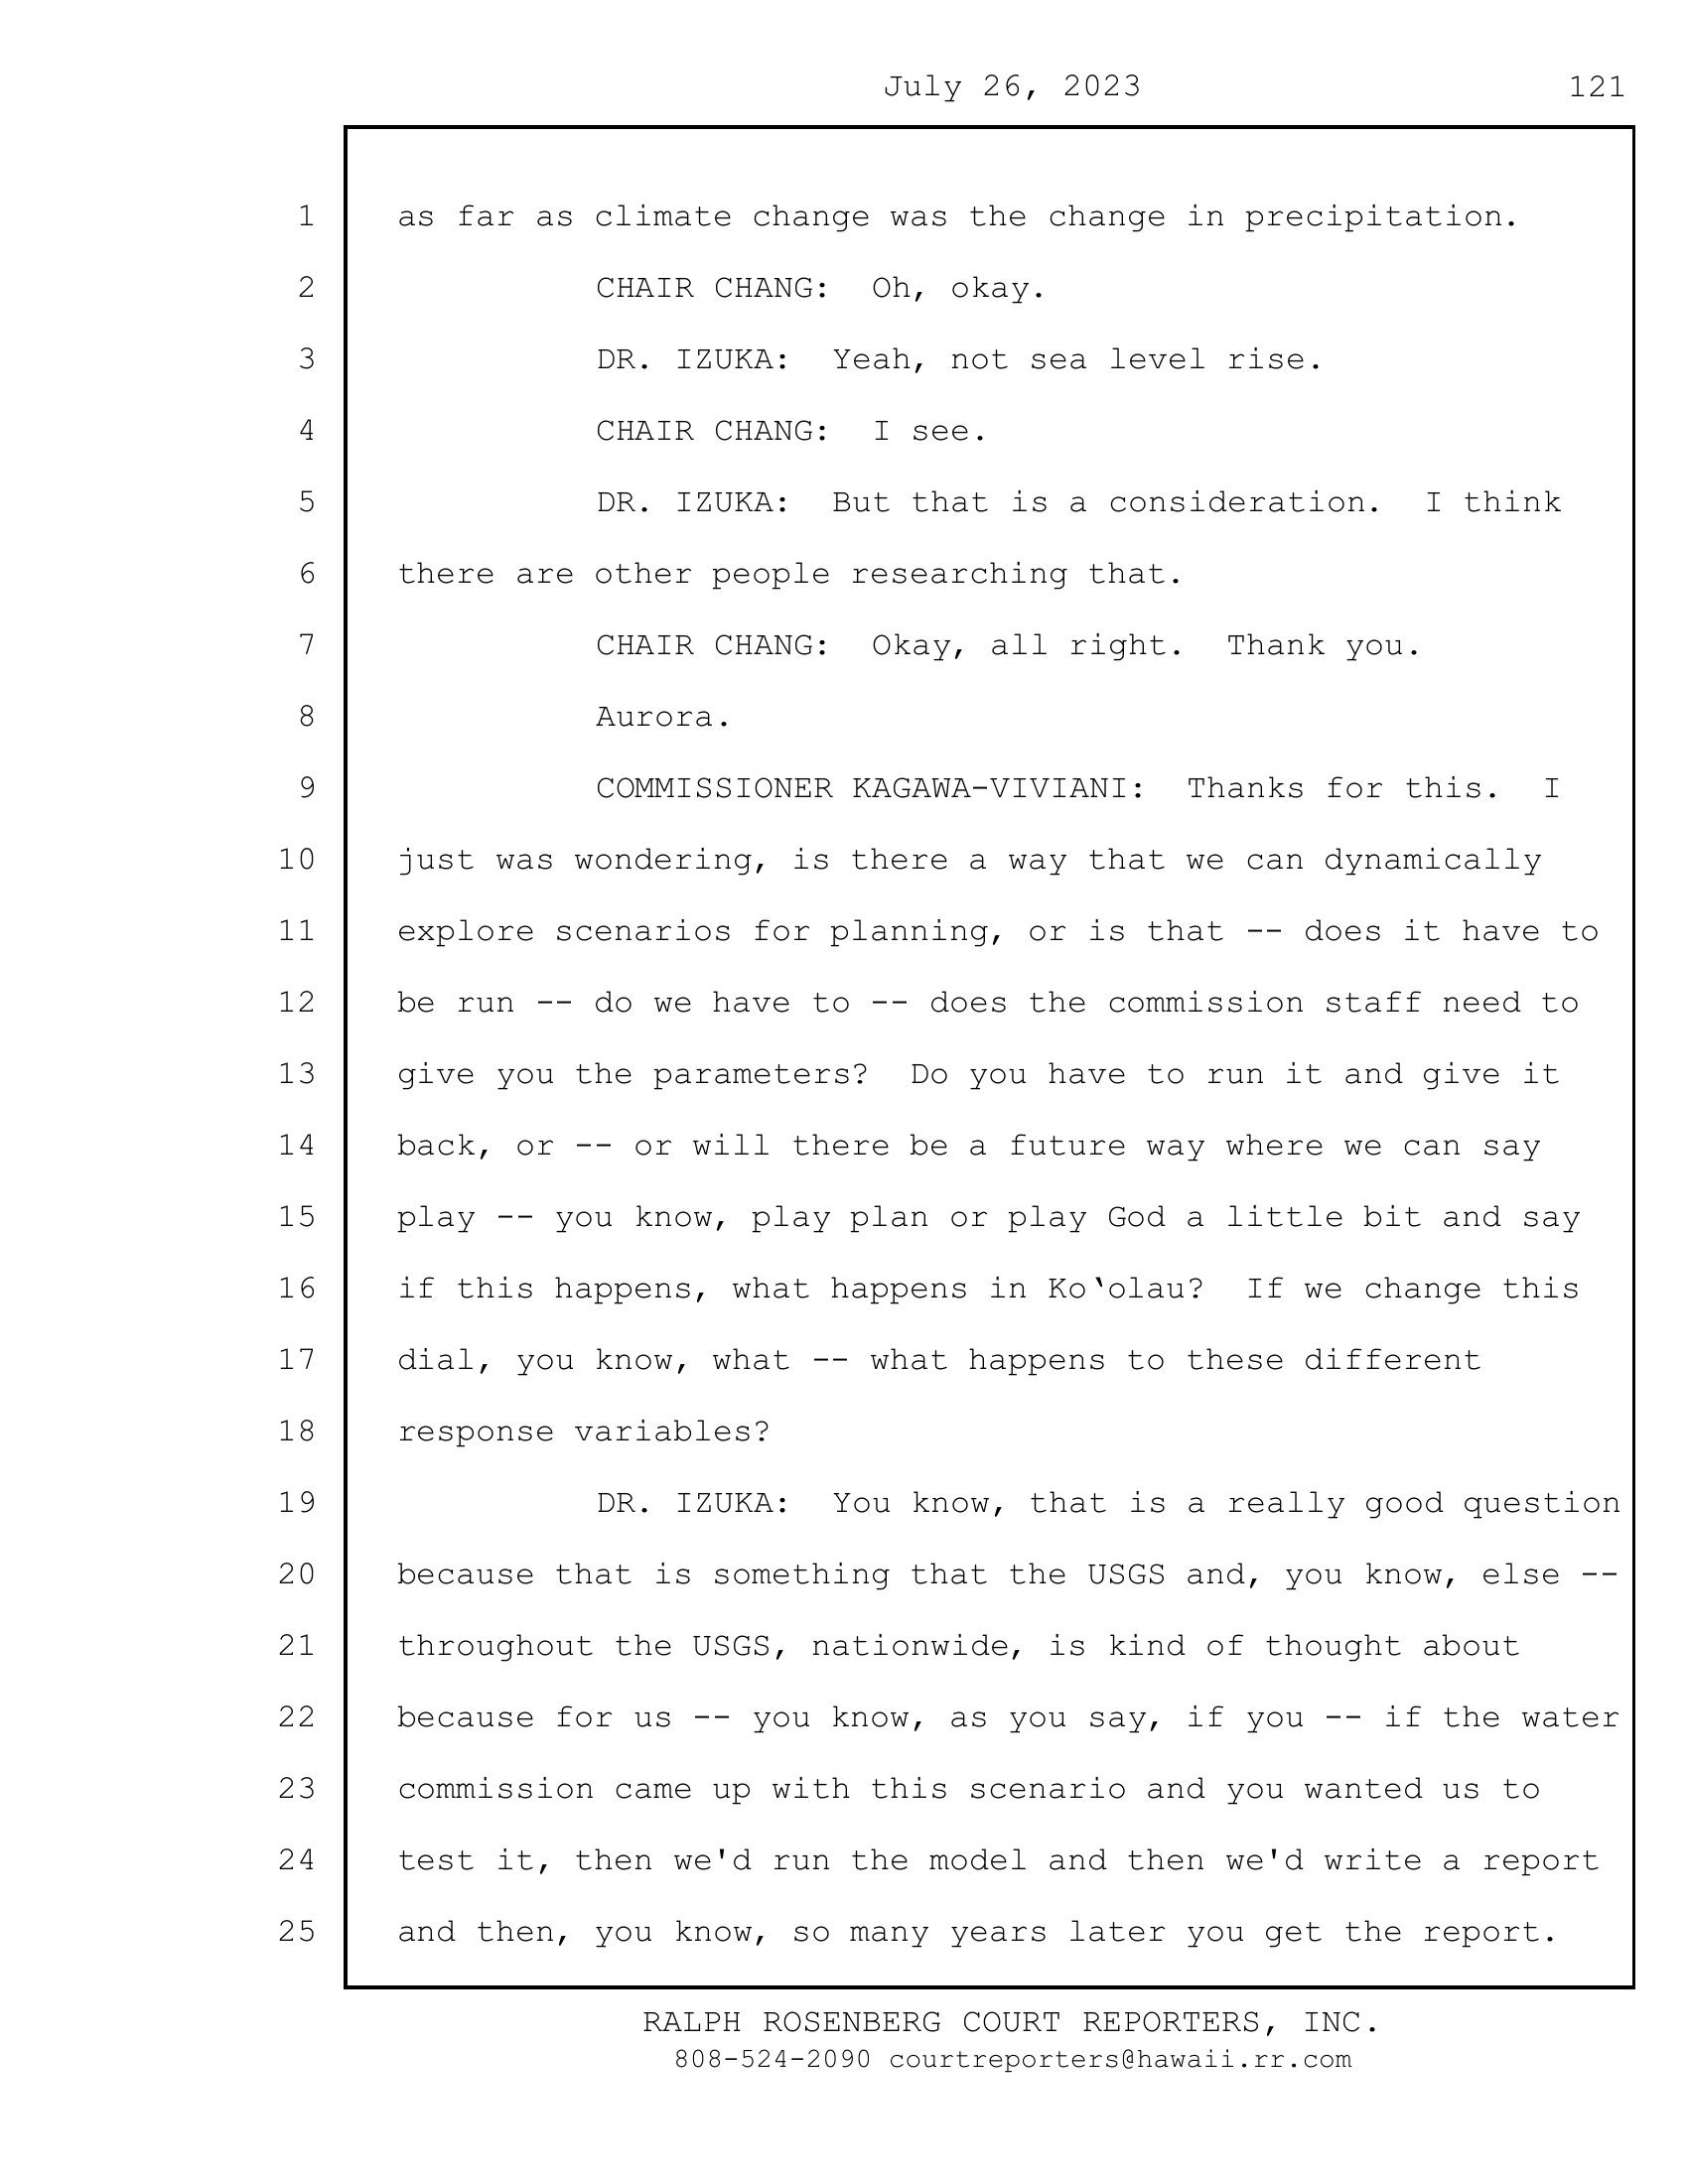 July 26, 2023 121
1 as far as climate change was the change in precipitation.
2 CHAIR CHANG: Oh, okay.
3 DR. IZUKA: Yeah, not sea level rise.
4 CHAIR CHANG: I see.
5 DR. IZUKA: But that is a consideration. I think
6 there are other people researching that.
7 CHAIR CHANG: Okay, all right. Thank you.
8 Aurora.
9 COMMISSIONER KAGAWA-VIVIANI: Thanks for this. I
10 just was wondering, is there a way that we can dynamically
11 explore scenarios for planning, or is that -- does it have to
12 be run -- do we have to -- does the commission staff need to
13 give you the parameters? Do you have to run it and give it
14 back, or -- or will there be a future way where we can say
15 play -- you know, play plan or play God a little bit and say
16 if this happens, what happens in Ko‘olau? If we change this
17 dial, you know, what -- what happens to these different
18 response variables?
19 DR. IZUKA: You know, that is a really good question
20 because that is something that the USGS and, you know, else --
21 throughout the USGS, nationwide, is kind of thought about
22 because for us -- you know, as you say, if you -- if the water
23 commission came up with this scenario and you wanted us to
24 test it, then we'd run the model and then we'd write a report
25 and then, you know, so many years later you get the report.
RALPH ROSENBERG COURT REPORTERS, INC.
808-524-2090 courtreporters@hawaii.rr.com